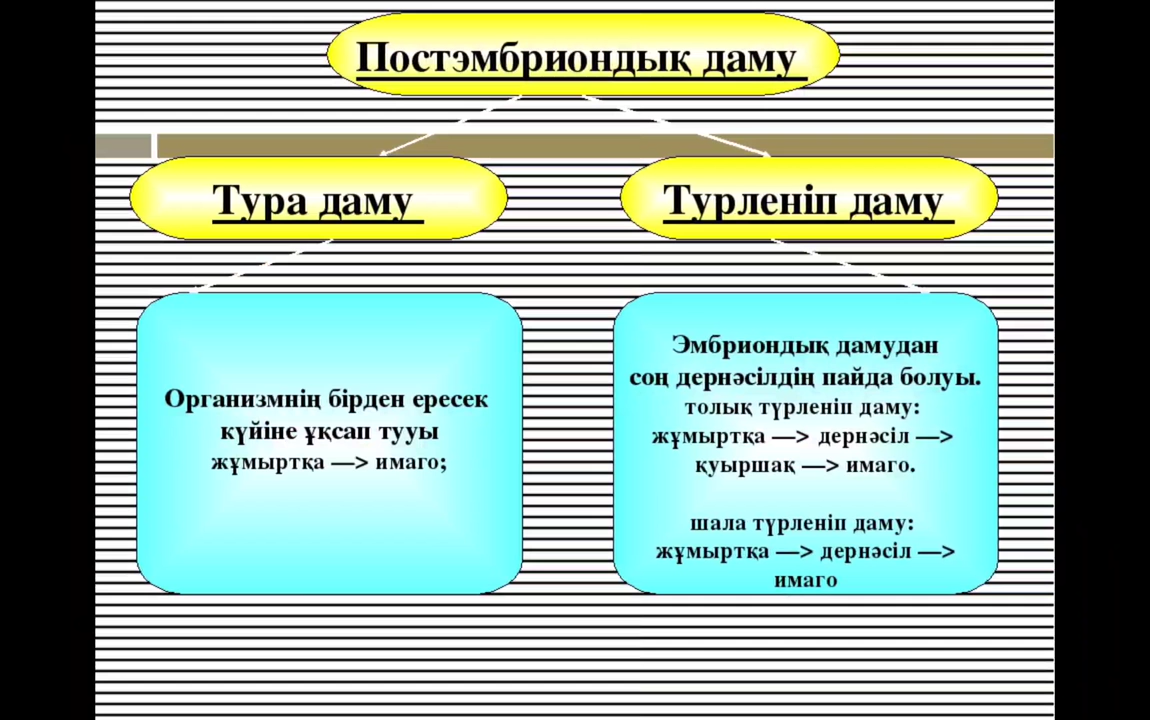 Постэмбриондық даму
Тура даму
Турленіп даму
Организмнің бірден ересек
күйіне ұқсап тууы
жұмыртқа —> имаго;
Эмбриондық дамудан
соң дернәсілдің пайда болуы.
толық түрленіп даму:
жұмыртқа —> дернәсіл —>
қуыршақ —> имаго.
шала түрленіп даму:
жұмыртқа —> дернәсіл —>
имаго